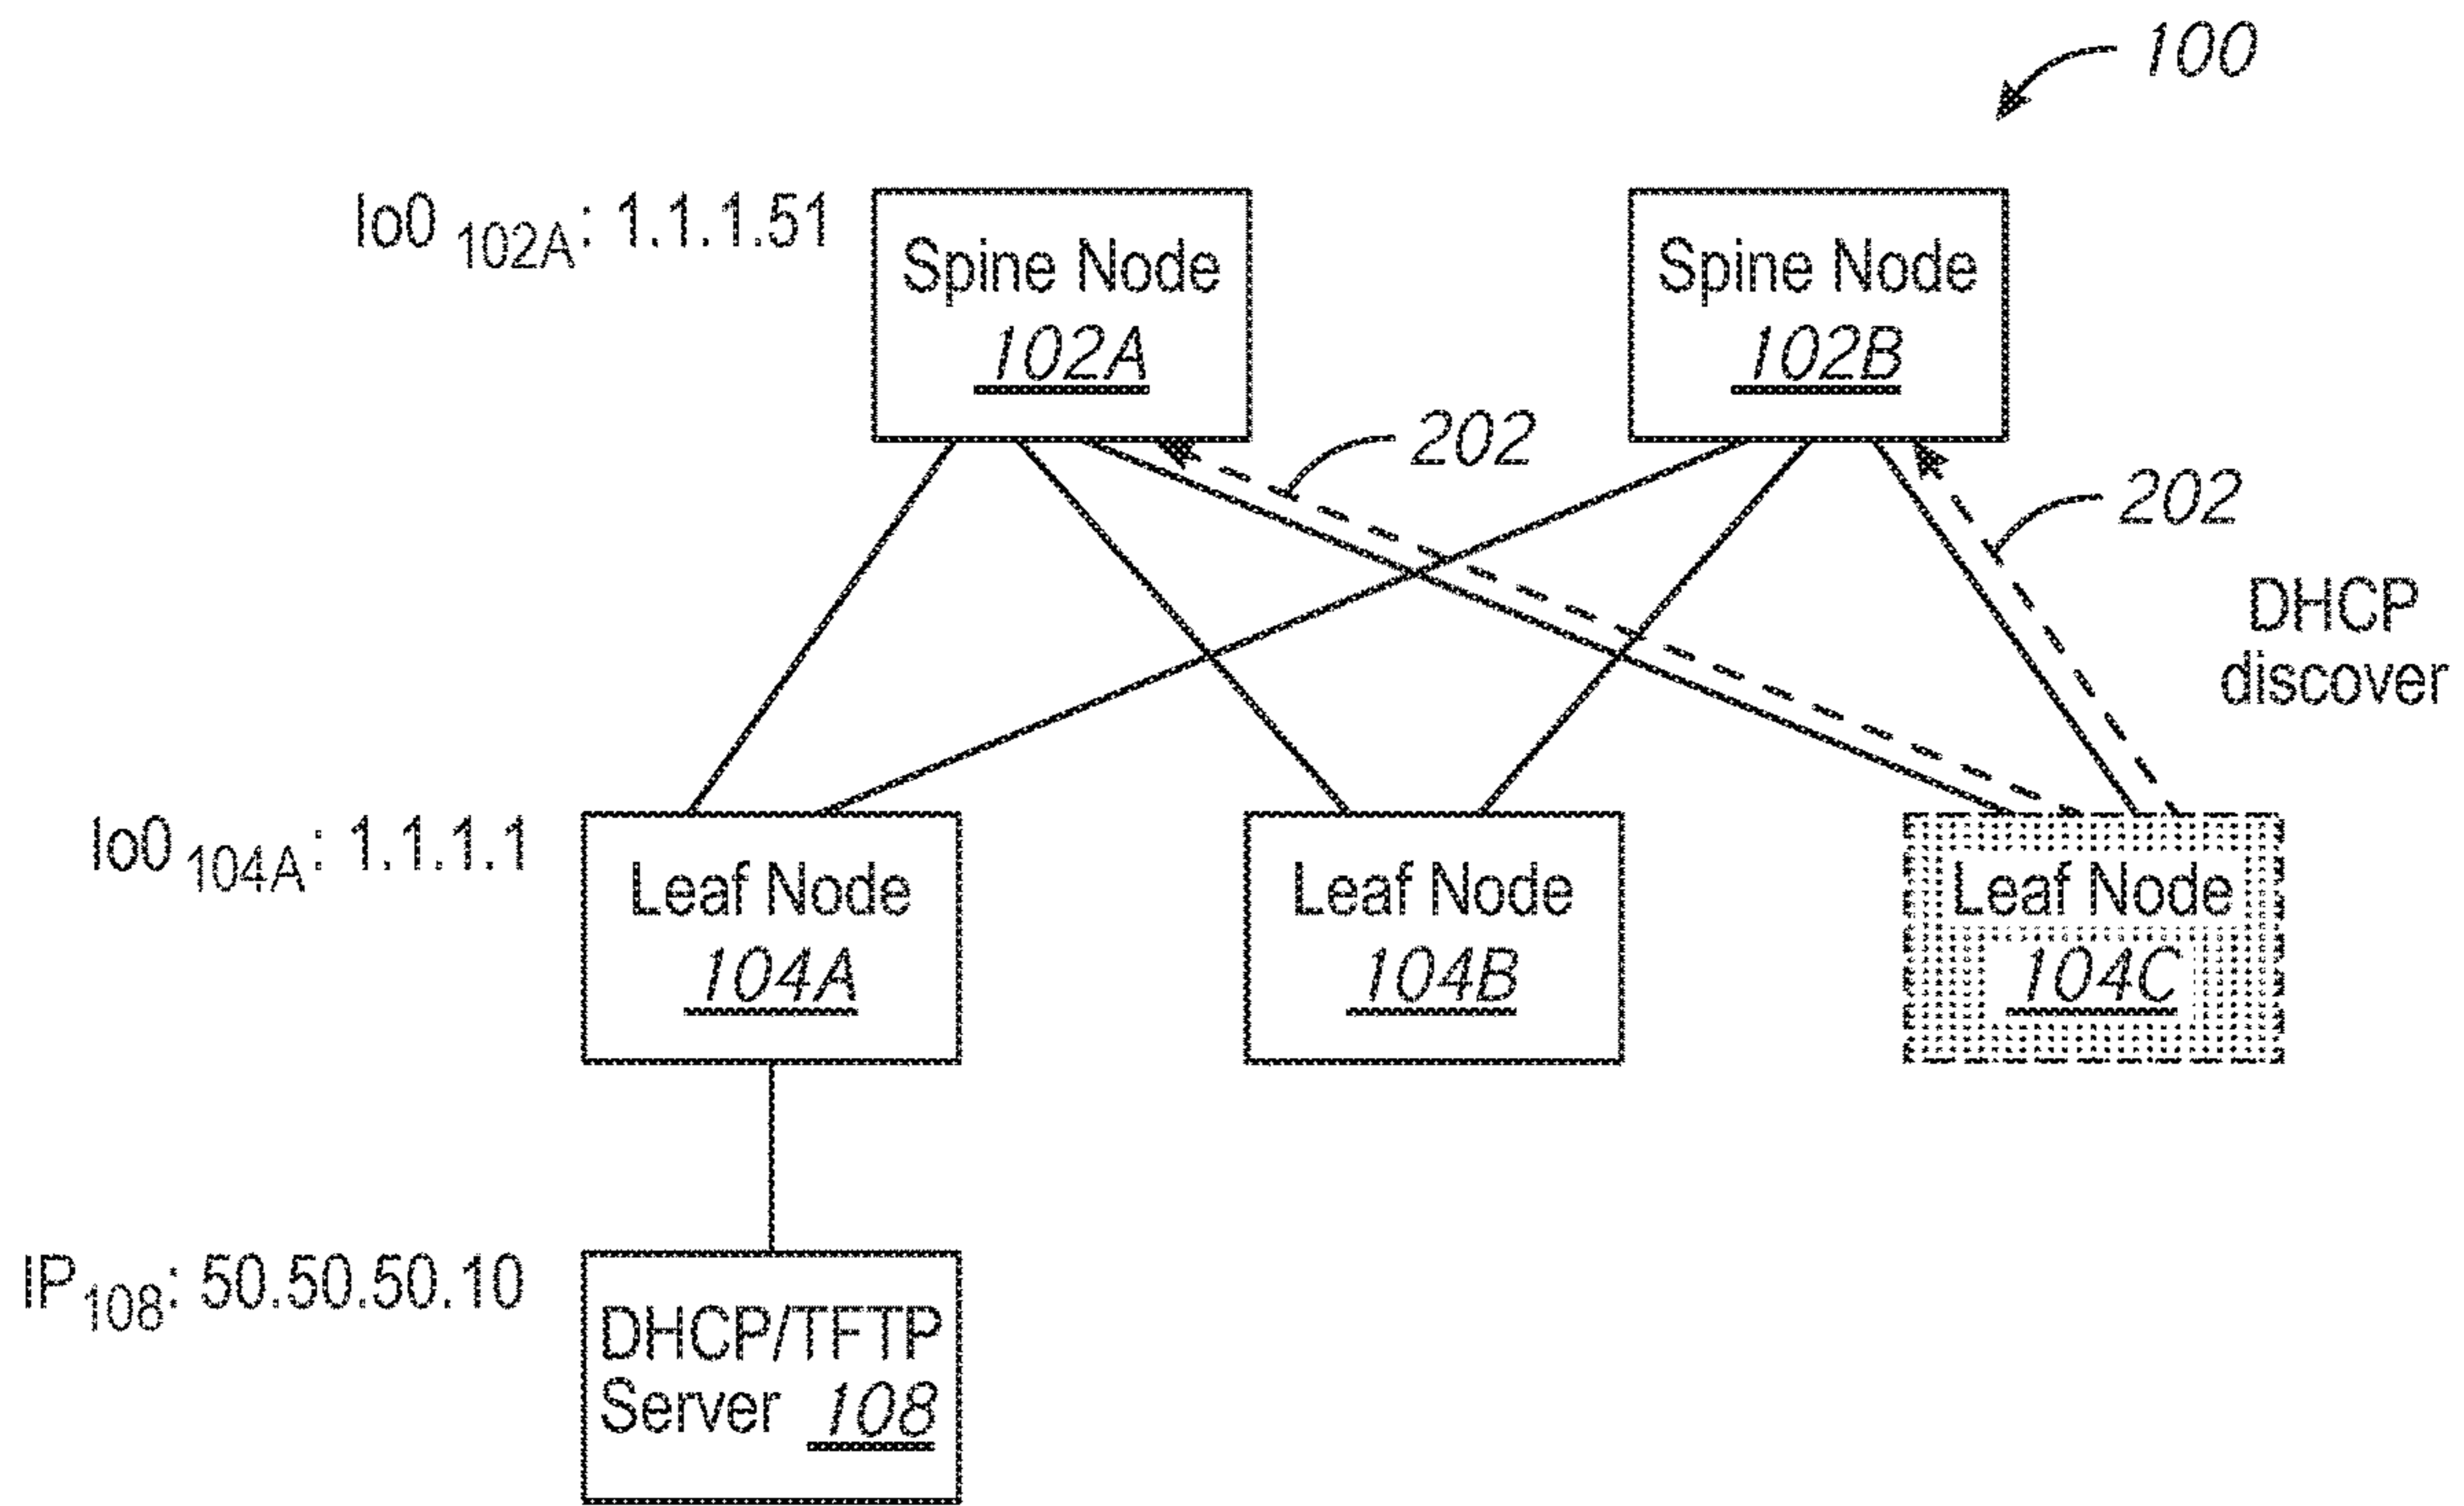 100
lo0 102A: 1.1.1.51
Spine Node
102A
Spine Node
102B
202
202
DHCP
discover
lo0 104A: 1.1.1.1
Leaf Node
104A
Leaf Node
104B
Leaf Node
104C
IP108: 50.50.50.10
DHCP/TFTP
Server 108